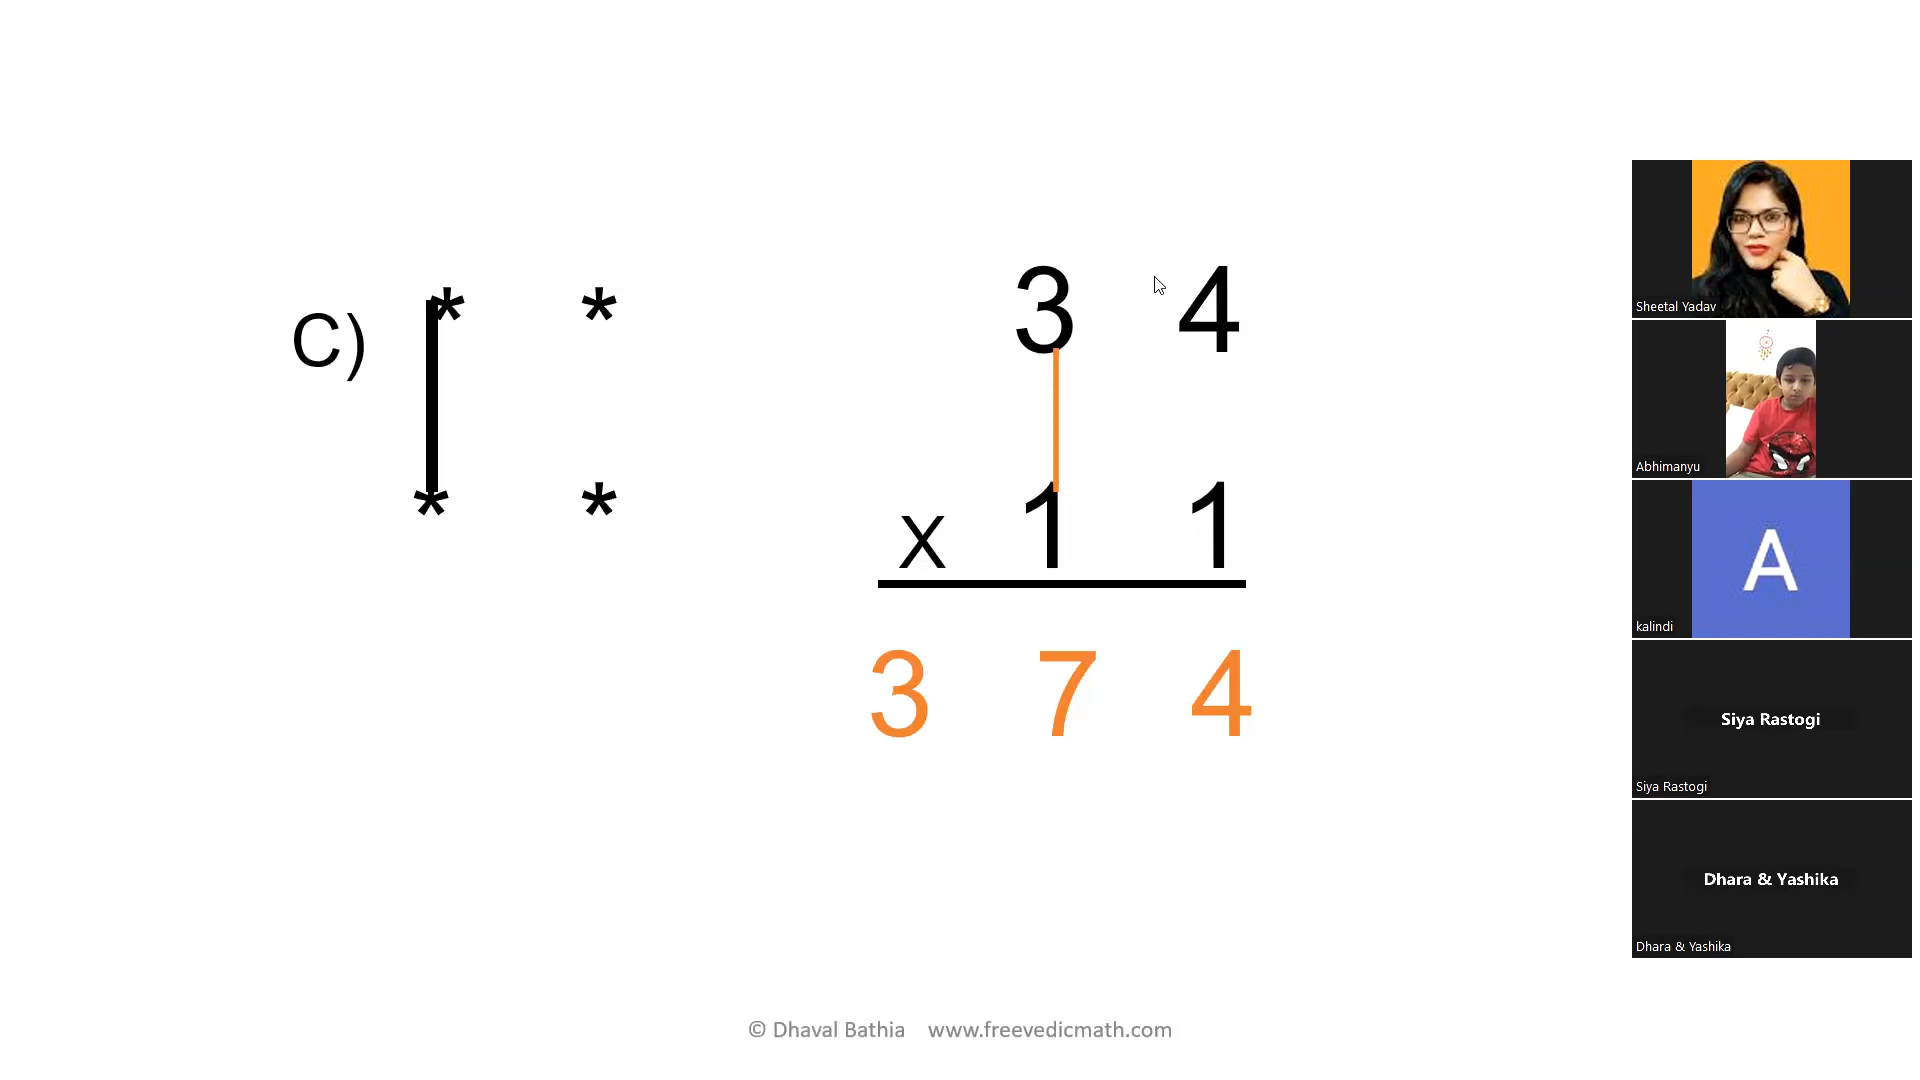 C) * *
* *
3 4
x 1 1
3 7 4
© Dhaval Bathia www.freevedicmath.com
Sheetal Yadav
Abhimanyu
A
kalindi
Siya Rastogi
Siya Rastogi
Dhara & Yashika
Dhara & Yashika